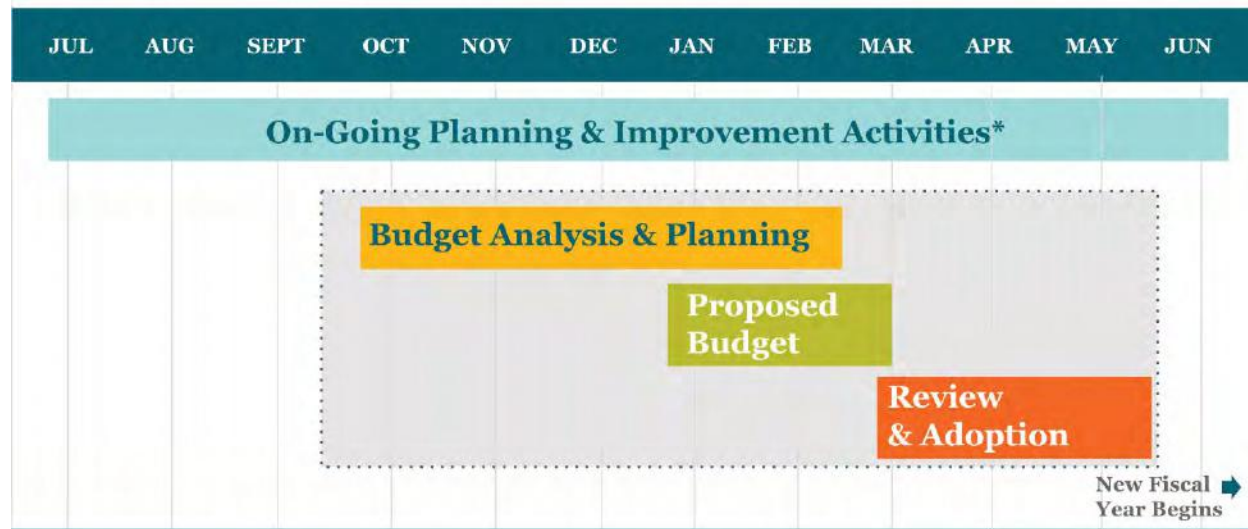 JUL AUG SEPT OCT NOV DEC JAN FEB MAR APR MAY JUN
On-Going Planning & Improvement Activities*
Budget Analysis & Planning
Proposed
Budget
Review
& Adoption
New Fiscal
Year Begins